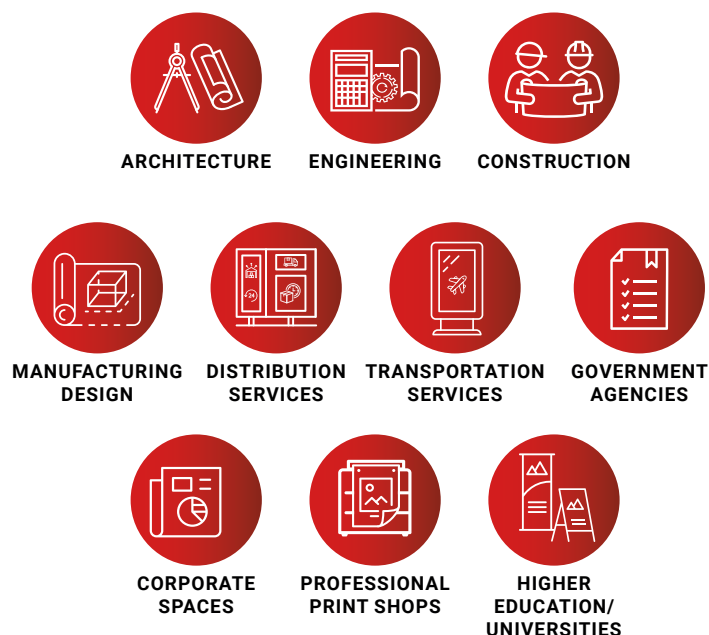 ARCHITECTURE
ENGINEERING
CONSTRUCTION
24
MANUFACTURING
DESIGN
DISTRIBUTION
SERVICES
TRANSPORTATION
SERVICES
GOVERNMENT
AGENCIES
CORPORATE
SPACES
PROFESSIONAL
PRINT SHOPS
HIGHER
EDUCATION/
UNIVERSITIES